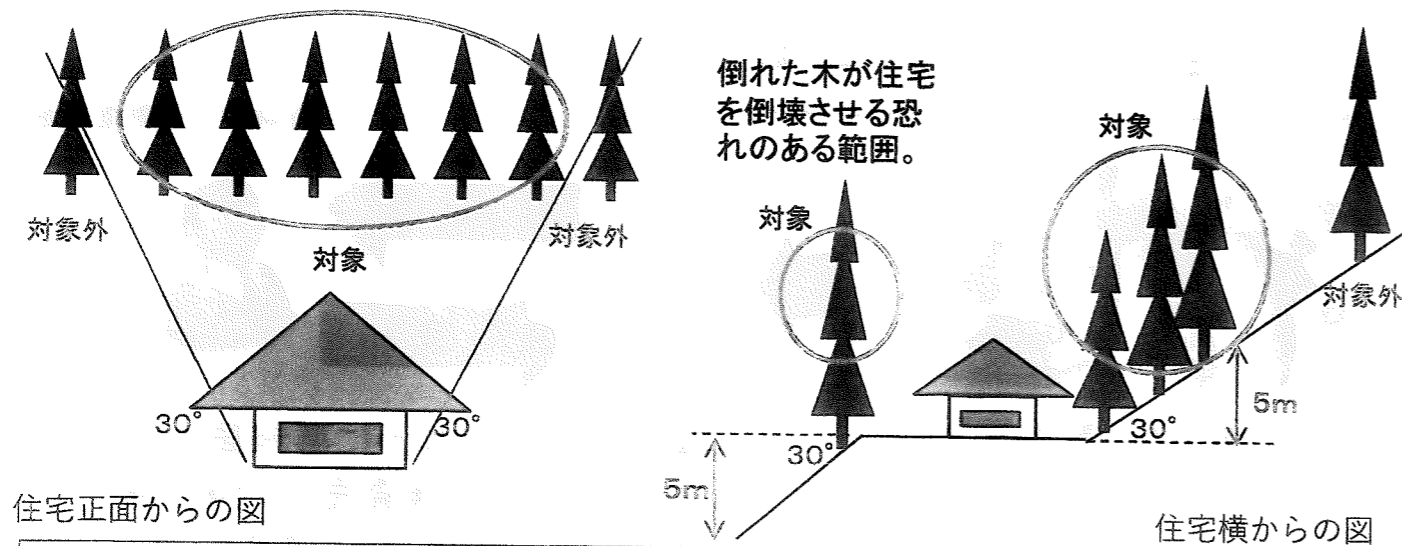 対象外
対象
対象外
30°
30°
住宅正面からの図
倒れた木が住宅
を倒壊させる恐
れのある範囲。
対象
対象
対象外
30°
30°
5m
5m
住宅横からの図